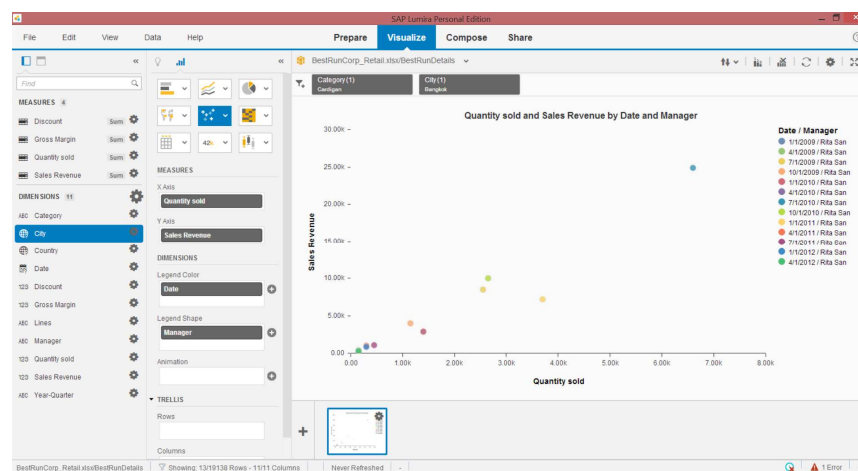 SAP Lumira Personal Edition
File Edit View Data Help
Prepare Visualize Compose Share
BestRunCorp_Retail.xlsx/BestRunDetails
Find
MEASURES 4
Discount Sum
Gross Margin Sum
Quantity sold Sum
Sales Revenue Sum
DIMENSIONS 11
ABC Category
City
Country
Date
123 Discount
123 Gross Margin
ABC Lines
ABC Manager
123 Quantity sold
123 Sales Revenue
ABC Year-Quarter
42K
MEASURES
X Axis
Quantity sold
Y Axis
Sales Revenue
DIMENSIONS
Legend Color
Date
Legend Shape
Manager
Animation
TRELLIS
Rows
Columns
Category (1)
Cardigan
City (1)
Bangkok
Quantity sold and Sales Revenue by Date and Manager
Sales Revenue
30.00k
25.00k
20.00k
15.00k
10.00k
5.00k
0.00
0.00 1.00k 2.00k 3.00k 4.00k 5.00k 6.00k 7.00k 8.00k
Quantity sold
Date / Manager
1/1/2009 / Rita San
4/1/2009 / Rita San
7/1/2009 / Rita San
10/1/2009 / Rita San
1/1/2010 / Rita San
4/1/2010 / Rita San
7/1/2010 / Rita San
10/1/2010 / Rita San
1/1/2011 / Rita San
4/1/2011 / Rita San
7/1/2011 / Rita San
1/1/2012 / Rita San
4/1/2012 / Rita San
BestRunCorp_Retail.xlsx/BestRunDetails
Showing: 13/19138 Rows - 11/11 Columns
Never Refreshed -
1 Error